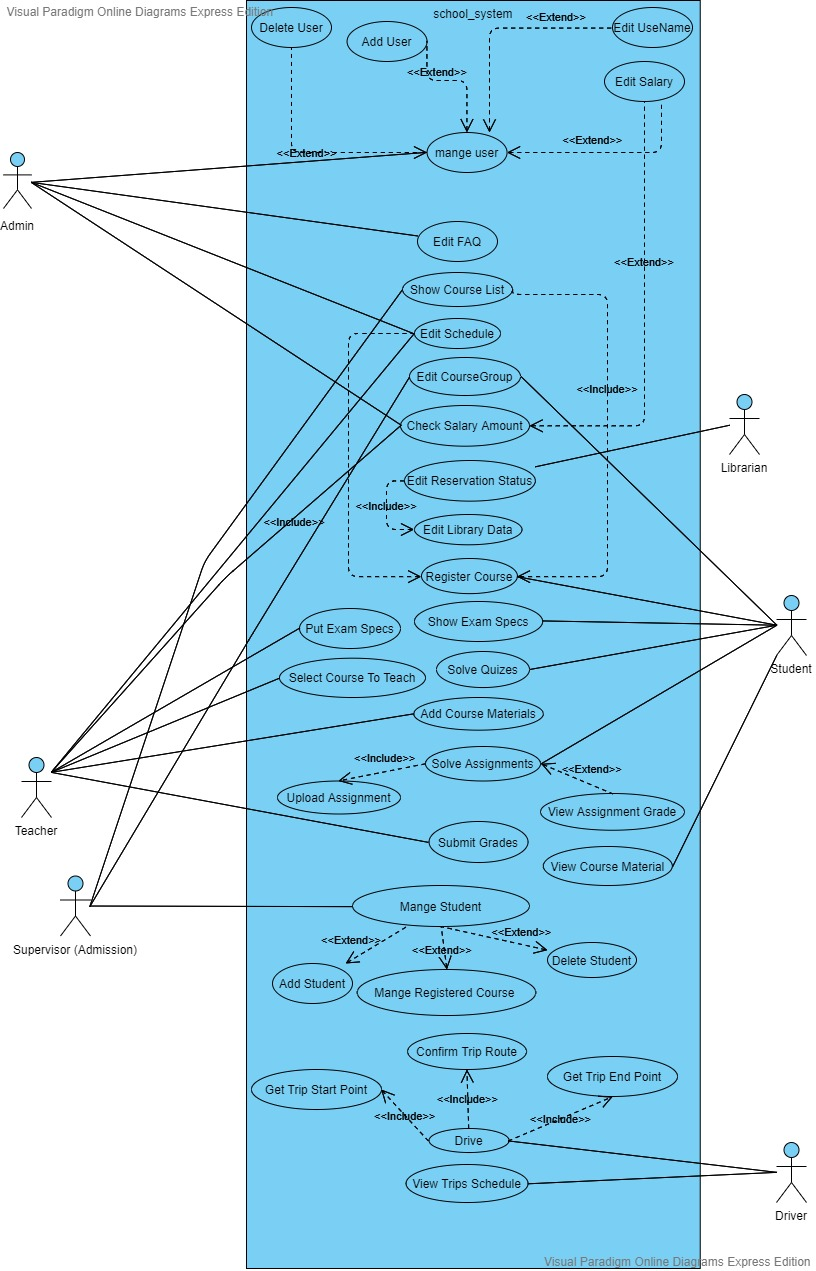 Visual Paradigm Online Diagrams Express Edition
school_system
Delete User
Add User
<<Extend>>
Edit UseName
<<Extend>>
Edit Salary
<<Extend>>
<<Extend>>
mange user
Admin
Edit FAQ
<<Extend>>
Show Course List
Edit Schedule
Edit CourseGroup
<<Include>>
Check Salary Amount
Librarian
Edit Reservation Status
<<Include>>
<<Include>>
Edit Library Data
Register Course
Put Exam Specs
Show Exam Specs
Solve Quizes
Student
Select Course To Teach
Add Course Materials
<<Include>>
Solve Assignments
<<Extend>>
Upload Assignment
View Assignment Grade
Teacher
Submit Grades
View Course Material
Mange Student
Supervisor (Admission)
<<Extend>>
<<Extend>>
<<Extend>>
Delete Student
Add Student
Mange Registered Course
Confirm Trip Route
Get Trip Start Point
Get Trip End Point
<<Include>>
<<Include>>
<<Include>>
Drive
View Trips Schedule
Driver
Visual Paradigm Online Diagrams Express Edition